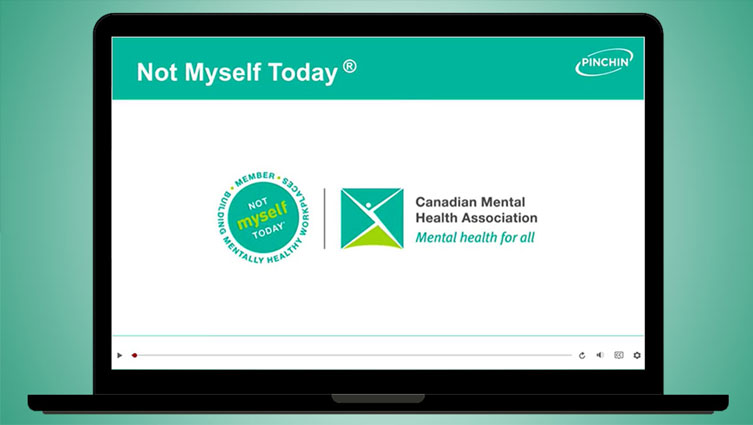 Not Myself Today®
PINCHIN
MEMBER • BUILDING MENTALLY HEALTHY WORKPLACES •
NOT
myself
TODAY
Canadian Mental
Health Association
Mental health for all
CC